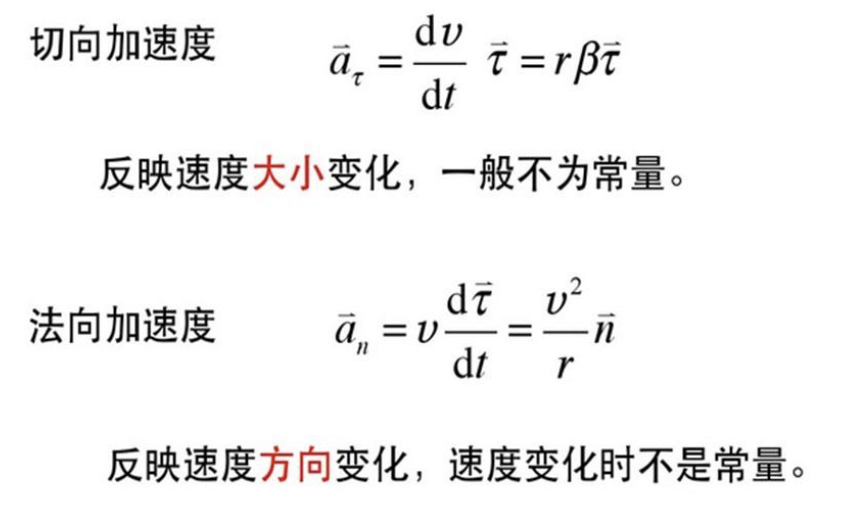 切向加速度 $\vec{a}_{\tau} = \frac{\mathrm{d}v}{\mathrm{d}t} \vec{\tau} = r\beta\vec{\tau}$
反映速度大小变化，一般不为常量。
法向加速度 $\vec{a}_{n} = v\frac{\mathrm{d}\vec{\tau}}{\mathrm{d}t} = \frac{v^{2}}{r}\vec{n}$
反映速度方向变化，速度变化时不是常量。